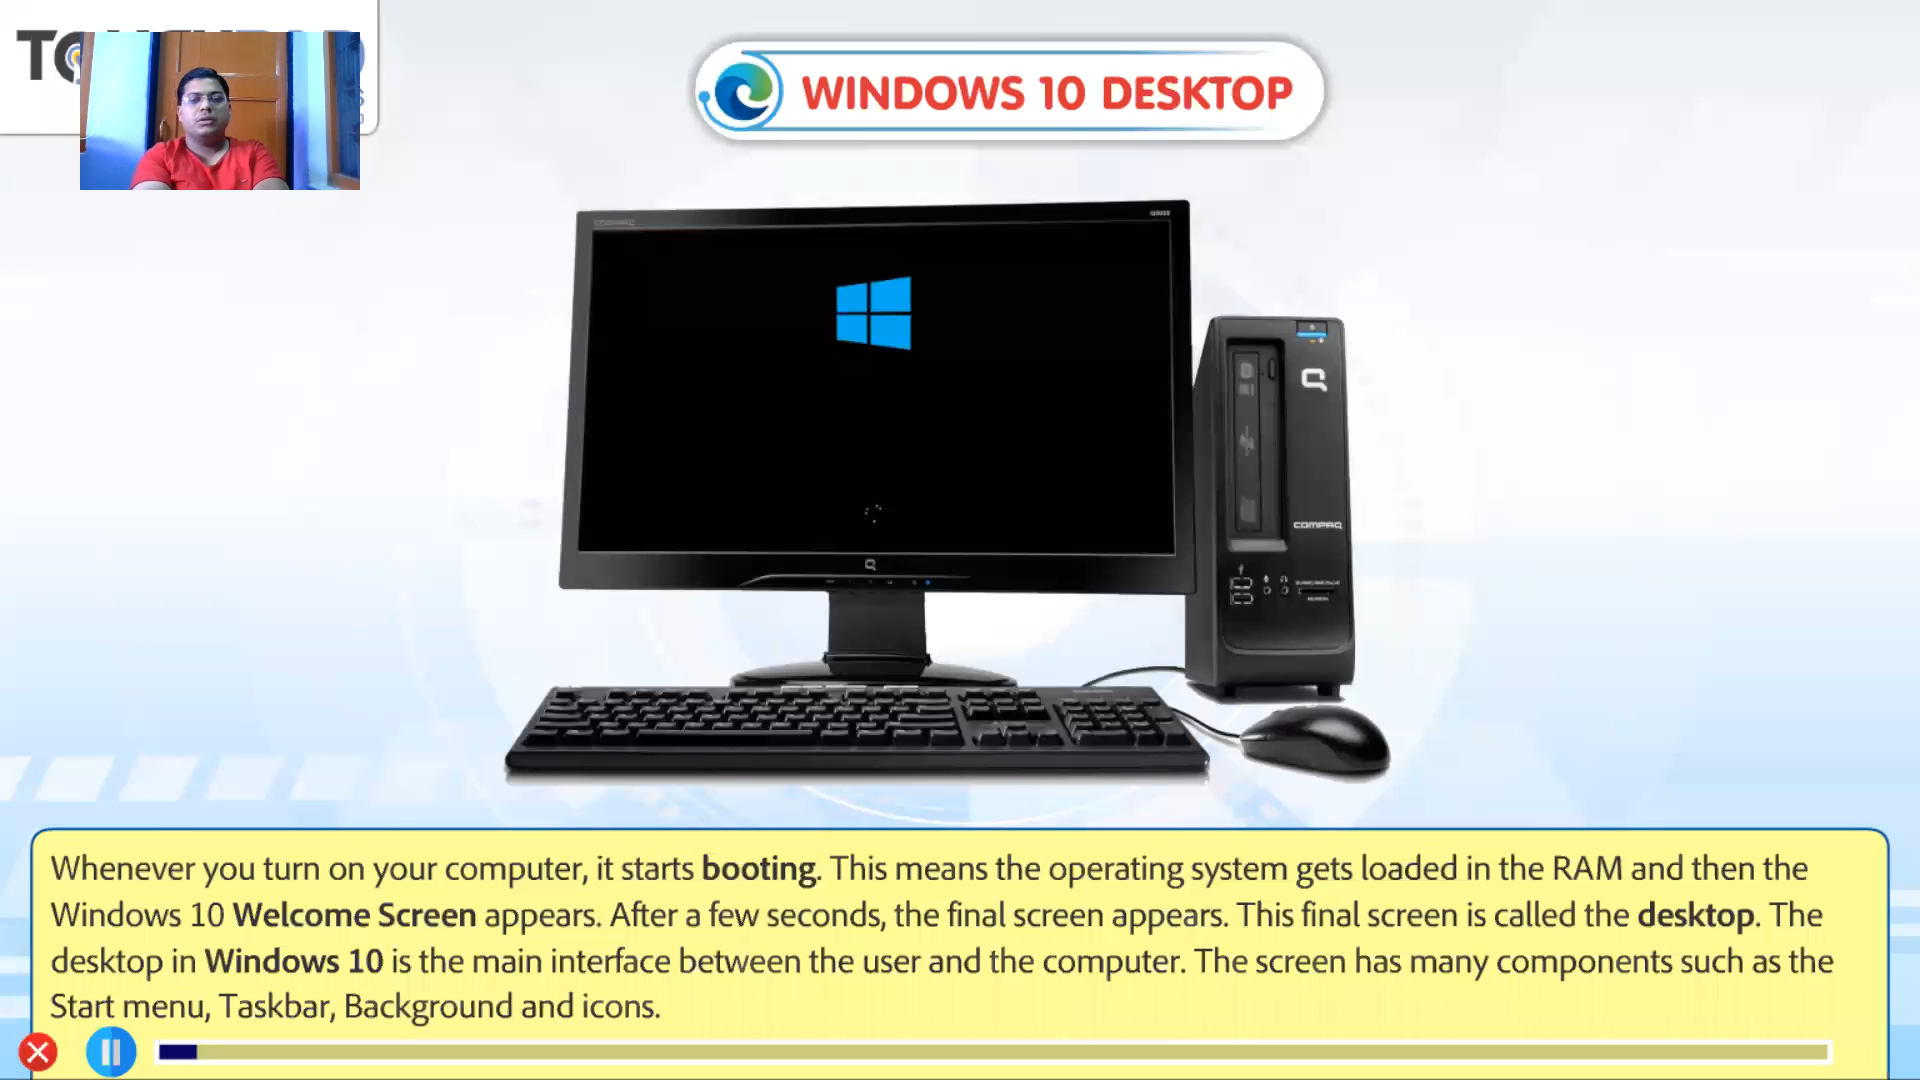 WINDOWS 10 DESKTOP
COMPAQ
Whenever you turn on your computer, it starts booting. This means the operating system gets loaded in the RAM and then the
Windows 10 Welcome Screen appears. After a few seconds, the final screen appears. This final screen is called the desktop. The
desktop in Windows 10 is the main interface between the user and the computer. The screen has many components such as the
Start menu, Taskbar, Background and icons.